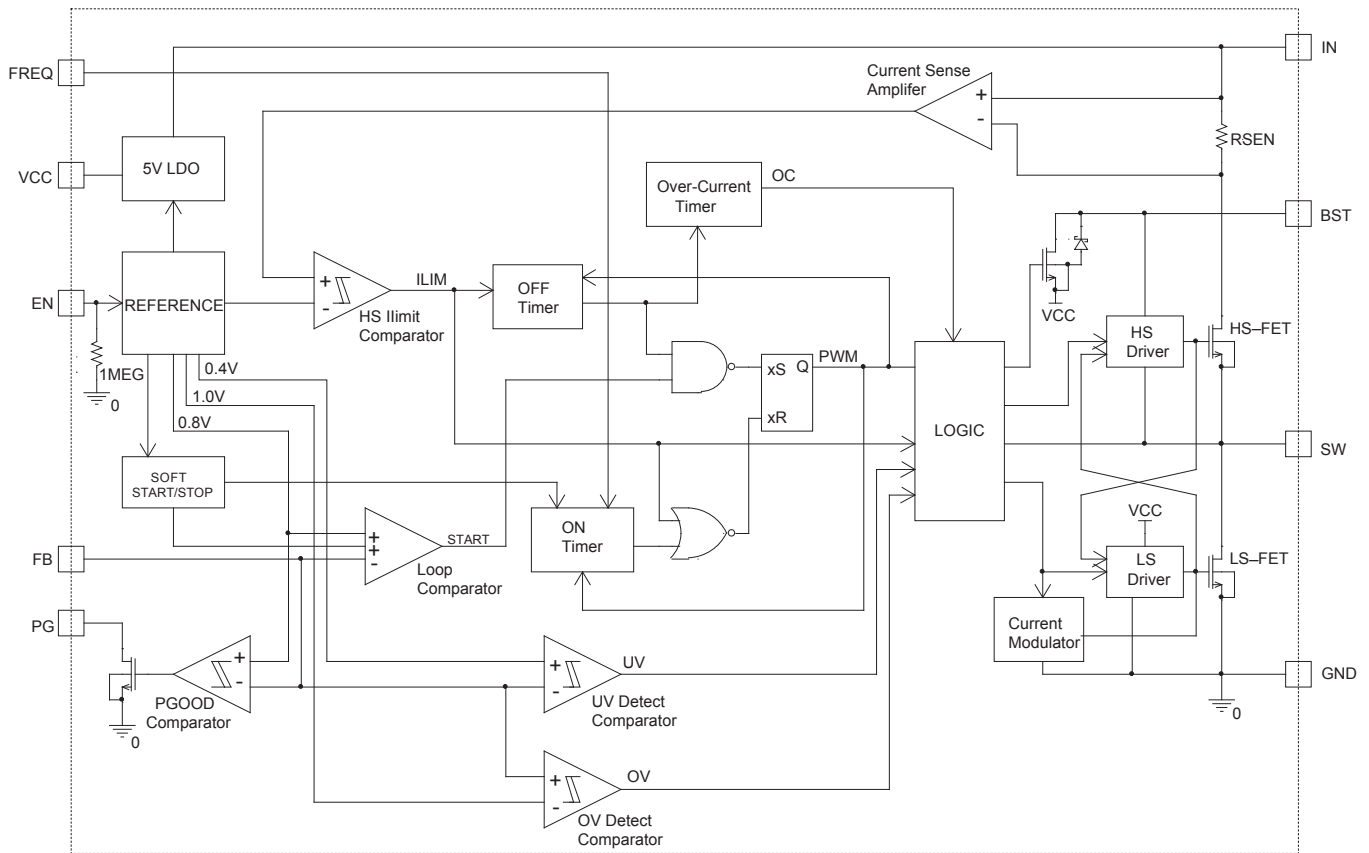 IN
FREQ
Current Sense
Amplifer
+
-
RSEN
5V LDO
VCC
Over-Current
Timer
OC
BST
VCC
REFERENCE
EN
1MEG
0
+
-
HS Ilimit
Comparator
ILIM
OFF
Timer
HS
Driver
HS–FET
0.4V
1.0V
0.8V
xS
Q
xR
PWM
LOGIC
SW
SOFT
START/STOP
+
+
-
START
Loop
Comparator
ON
Timer
VCC
LS
Driver
LS–FET
FB
PG
Current
Modulator
+
-
PGOOD
Comparator
0
+
-
UV
UV Detect
Comparator
GND
0
+
-
OV
OV Detect
Comparator